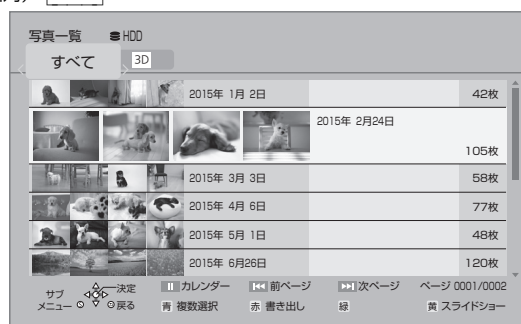 写真一覧 HDD
すべて 3D
2015年 1月 2日 42枚
2015年 2月24日
105枚
2015年 3月 3日 58枚
2015年 4月 6日 77枚
2015年 5月 1日 48枚
2015年 6月26日 120枚
サブメニュー 決定 戻る カレンダー 前ページ 次ページ ページ 0001/0002
青 複数選択 赤 書き出し 緑 黄 スライドショー